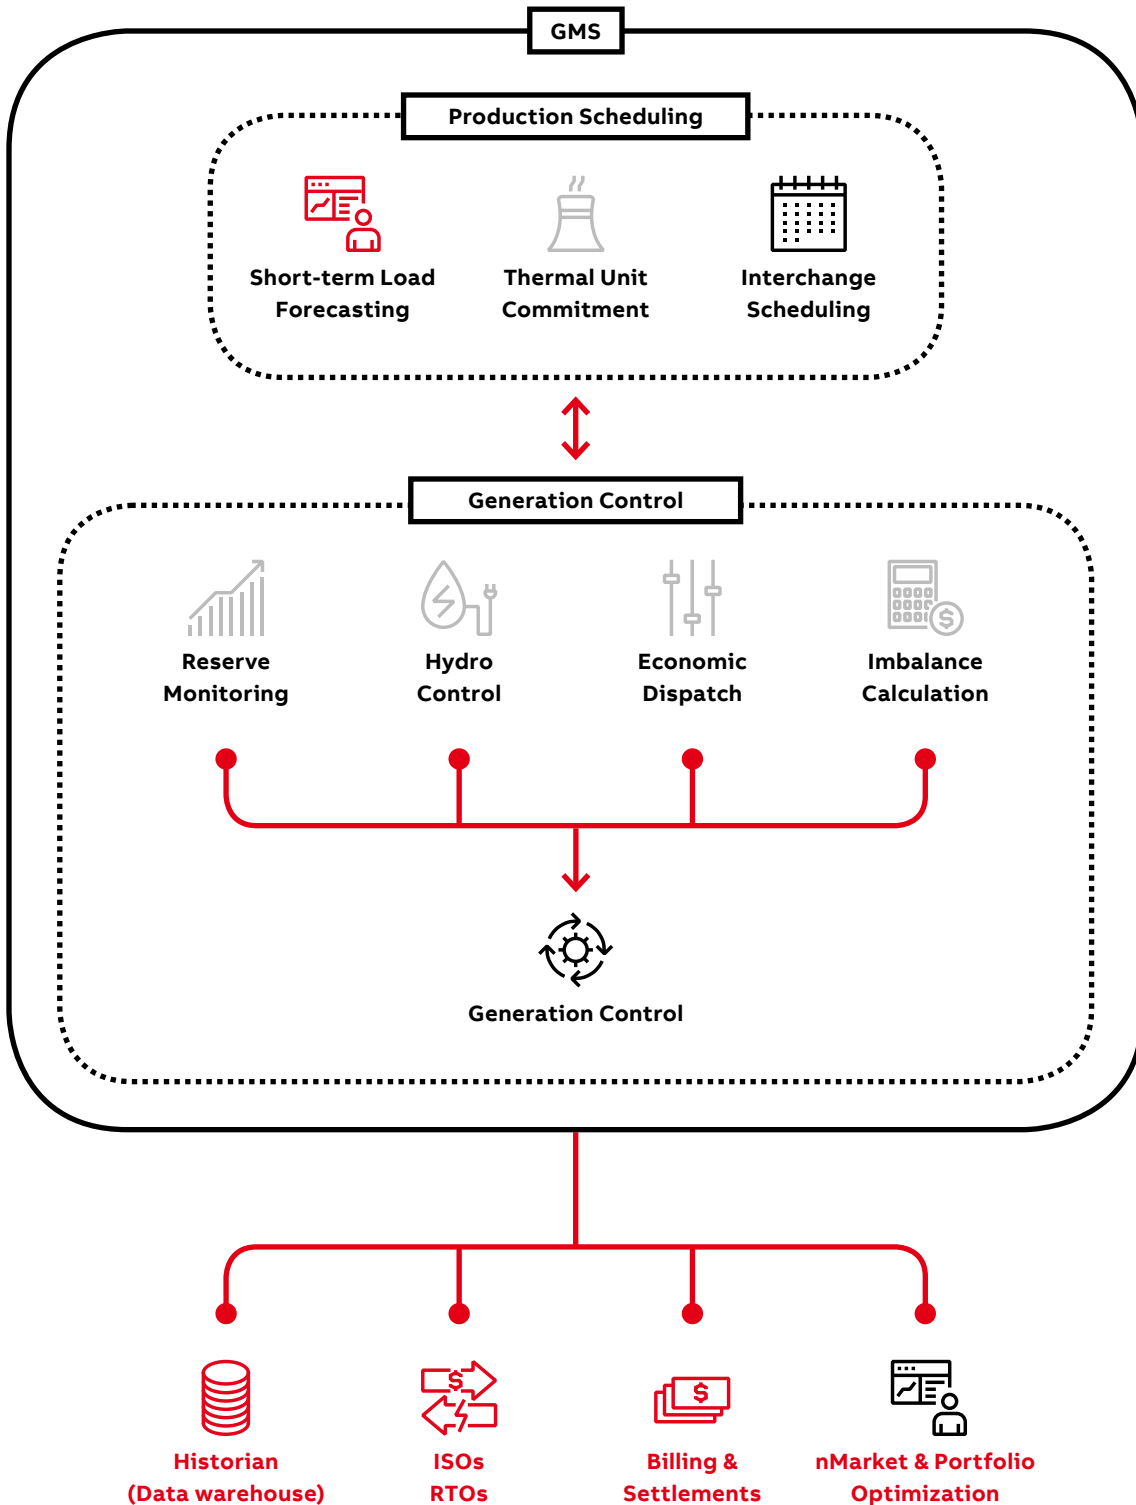 GMS
Production Scheduling
Short-term Load
Forecasting
Thermal Unit
Commitment
Interchange
Scheduling
Generation Control
Reserve
Monitoring
Hydro
Control
Economic
Dispatch
Imbalance
Calculation
$
Generation Control
$
$
Historian
(Data warehouse)
ISOs
RTOs
Billing &
Settlements
nMarket & Portfolio
Optimization